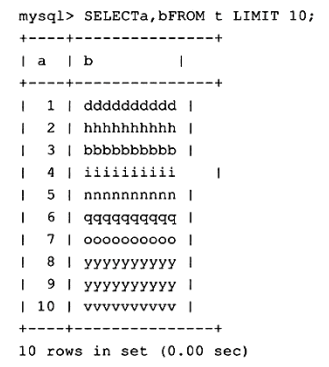 mysql> SELECTa,bFROM t LIMIT 10;
+----+---------------+
| a | b |
+----+---------------+
| 1 | dddddddddd |
| 2 | hhhhhhhhhh |
| 3 | bbbbbbbbbb |
| 4 | iiiiiiiiii |
| 5 | nnnnnnnnnn |
| 6 | qqqqqqqqqq |
| 7 | oooooooooo |
| 8 | yyyyyyyyyy |
| 9 | yyyyyyyyyy |
| 10 | vvvvvvvvvv |
+----+---------------+
10 rows in set (0.00 sec)